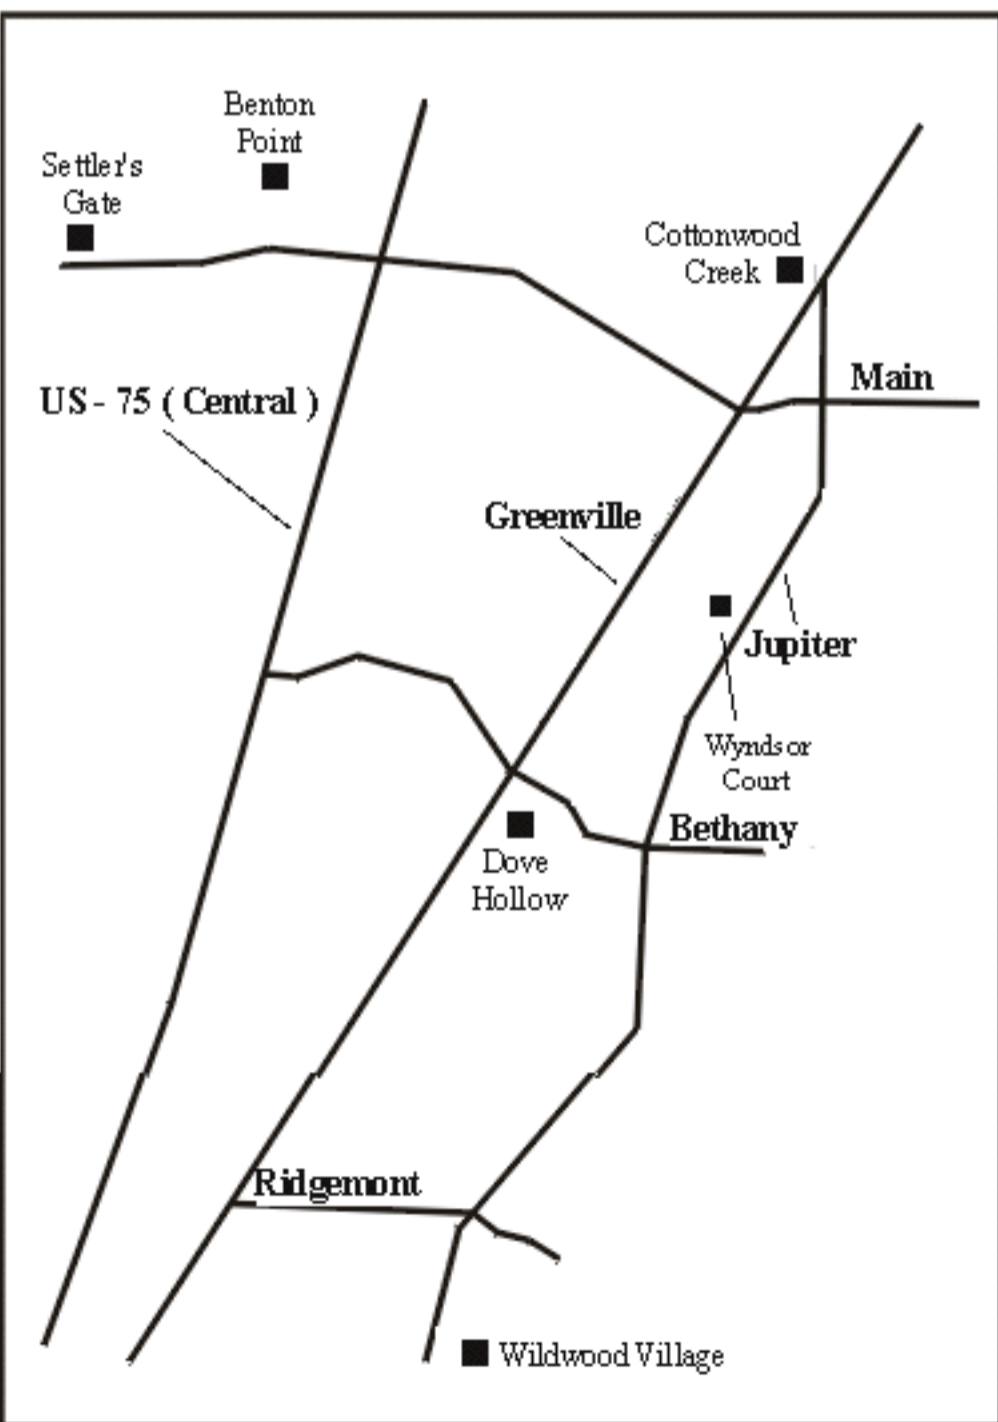 Benton
Point
Settler's
Gate
Cottonwood
Creek
Main
US - 75 ( Central )
Greenville
Jupiter
Wyndsor
Court
Bethany
Dove
Hollow
Ridgemont
Wildwood Village